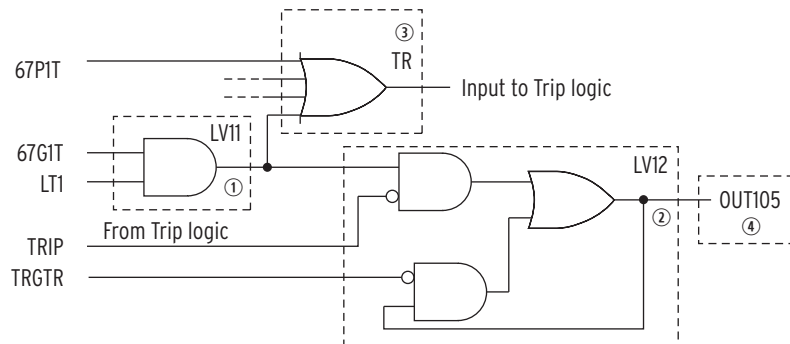 ③
TR
67P1T
Input to Trip logic
LV11
67G1T
LT1
①
LV12
②
OUT105
④
From Trip logic
TRIP
TRGTR